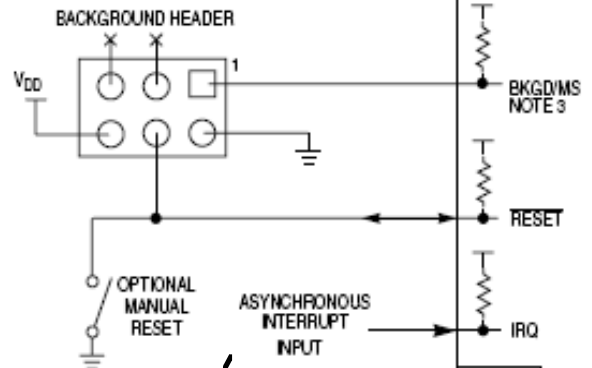 BACKGROUND HEADER
1
VDD
BKGD/MS
NOTE 3
RESET
OPTIONAL
MANUAL
RESET
ASYNCHRONOUS
INTERRUPT
INPUT
IRQ